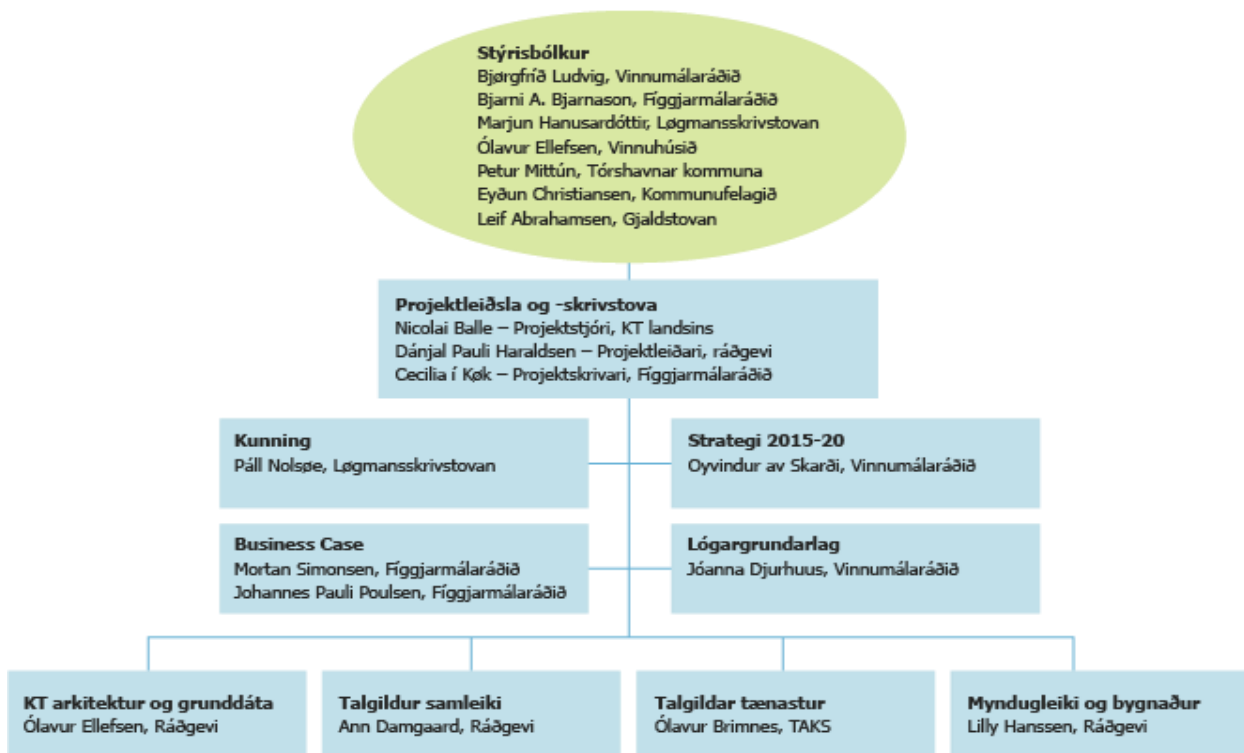 Stýrisbólkur
Bjørgfríð Ludvig, Vinnumálaráðið
Bjarni A. Bjarnason, Fíggjarmálaráðið
Marjun Hanusardóttir, Løgmansskrivstovan
Ólavur Ellefsen, Vinnuhúsið
Petur Mittún, Tórshavnar kommuna
Eyðun Christiansen, Kommunufelagið
Leif Abrahamsen, Gjaldstovan
Projektleiðsla og -skrivstova
Nicolai Balle – Projektstjóri, KT landsins
Dánjal Pauli Haraldsen – Projektleiðari, ráðgevi
Cecilia í Køk – Projektskrivari, Fíggjarmálaráðið
Kunning
Páll Nolsøe, Løgmansskrivstovan
Strategi 2015-20
Oyvindur av Skarði, Vinnumálaráðið
Business Case
Mortan Simonsen, Fíggjarmálaráðið
Johannes Pauli Poulsen, Fíggjarmálaráðið
Lógargrundarlag
Jóanna Djurhuus, Vinnumálaráðið
KT arkitektur og grunddáta
Ólavur Ellefsen, Ráðgevi
Talgildur samleiki
Ann Damgaard, Ráðgevi
Talgildar tænastur
Ólavur Brimnes, TAKS
Myndugleiki og bygnaður
Lilly Hanssen, Ráðgevi